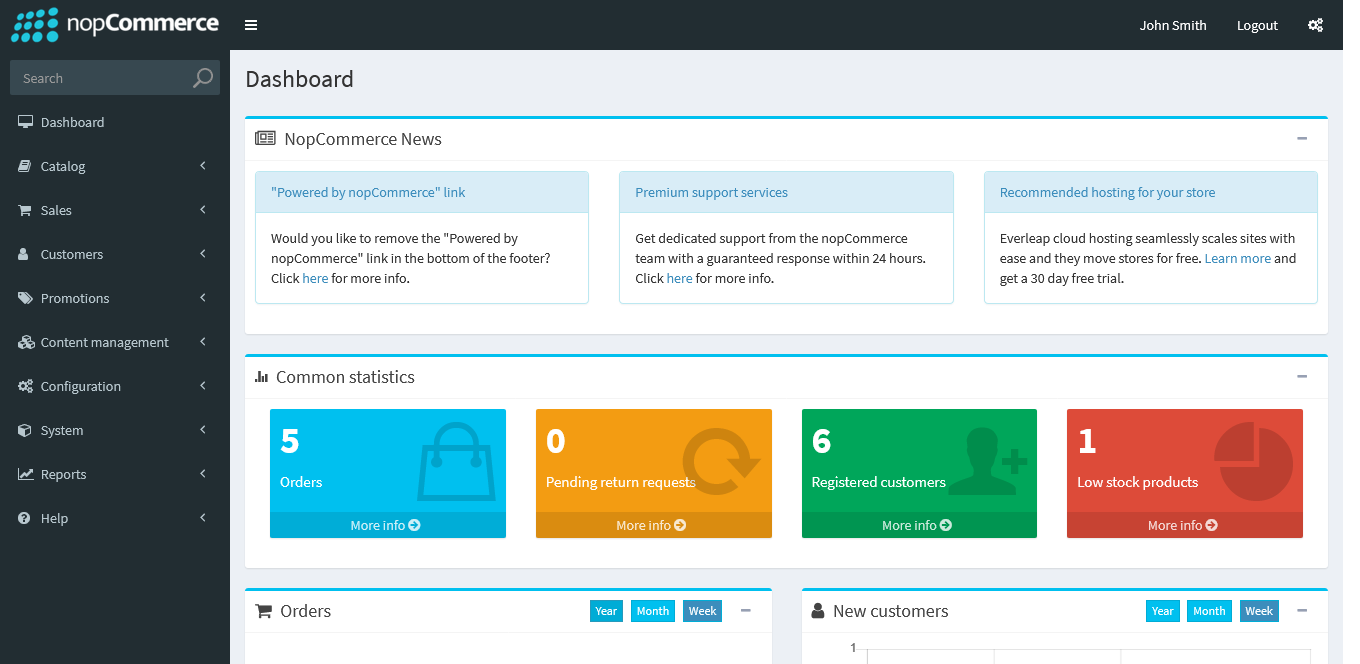 nopCommerce
John Smith
Logout
Search
Dashboard
Catalog
Sales
Customers
Promotions
Content management
Configuration
System
Reports
Help
Dashboard
NopCommerce News
"Powered by nopCommerce" link
Would you like to remove the "Powered by
nopCommerce" link in the bottom of the footer?
Click here for more info.
Premium support services
Get dedicated support from the nopCommerce
team with a guaranteed response within 24 hours.
Click here for more info.
Recommended hosting for your store
Everleap cloud hosting seamlessly scales sites with
ease and they move stores for free. Learn more and
get a 30 day free trial.
Common statistics
5
Orders
More info
0
Pending return requests
More info
6
Registered customers
More info
1
Low stock products
More info
Orders
Year Month Week
New customers
Year Month Week
1